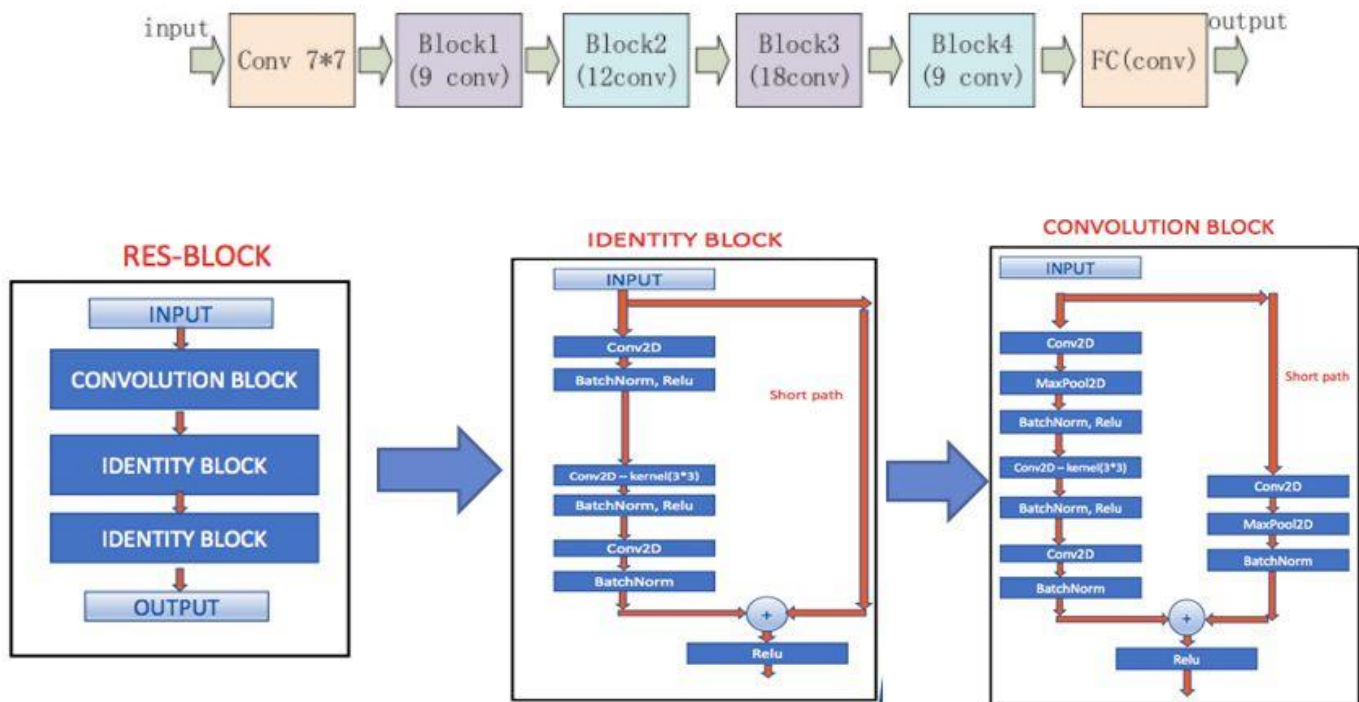 input
Conv 7*7
Block1
(9 conv)
Block2
(12conv)
Block3
(18conv)
Block4
(9 conv)
FC(conv)
output
RES-BLOCK
INPUT
CONVOLUTION BLOCK
IDENTITY BLOCK
IDENTITY BLOCK
OUTPUT
IDENTITY BLOCK
INPUT
Conv2D
BatchNorm, Relu
Short path
Conv2D – kernel(3*3)
BatchNorm, Relu
Conv2D
BatchNorm
+
Relu
CONVOLUTION BLOCK
INPUT
Conv2D
MaxPool2D
BatchNorm, Relu
Conv2D – kernel(3*3)
BatchNorm, Relu
Conv2D
BatchNorm
Short path
Conv2D
MaxPool2D
BatchNorm
+
Relu